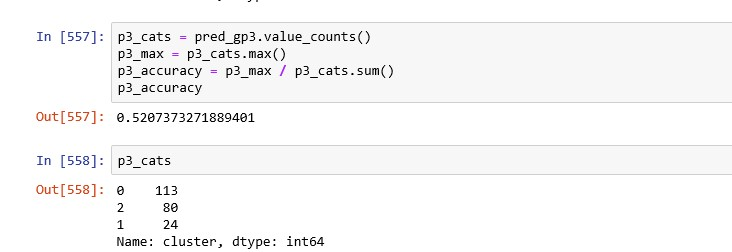 In [557]: p3_cats = pred_gp3.value_counts()
p3_max = p3_cats.max()
p3_accuracy = p3_max / p3_cats.sum()
p3_accuracy
Out[557]: 0.5207373271889401
In [558]: p3_cats
Out[558]: 0    113
2     80
1     24
Name: cluster, dtype: int64